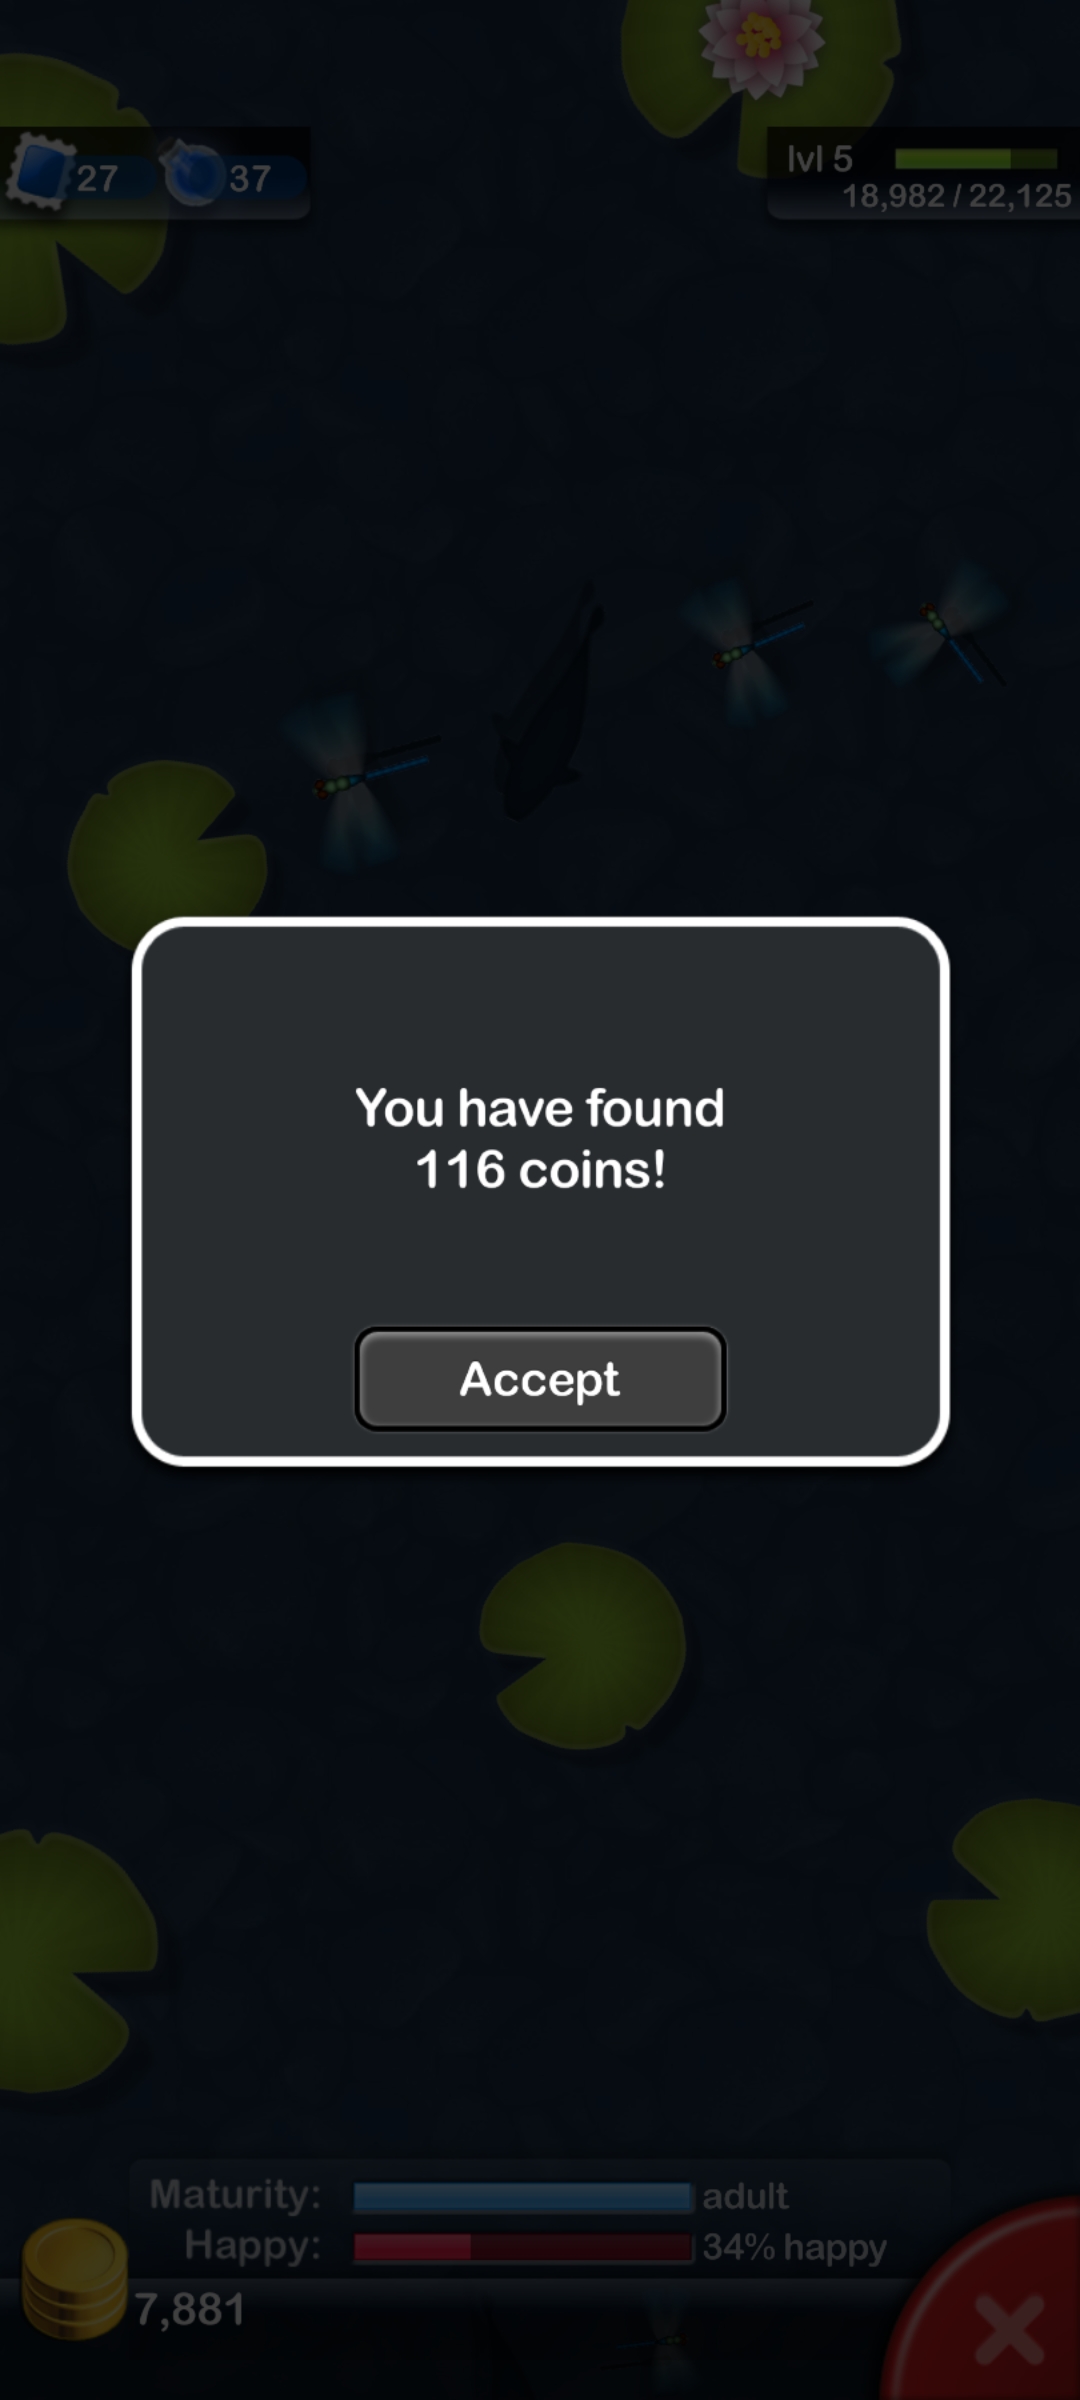 27 37
lvl 5
18,982 / 22,125
You have found
116 coins!
Accept
Maturity: adult
Happy: 34% happy
7,881